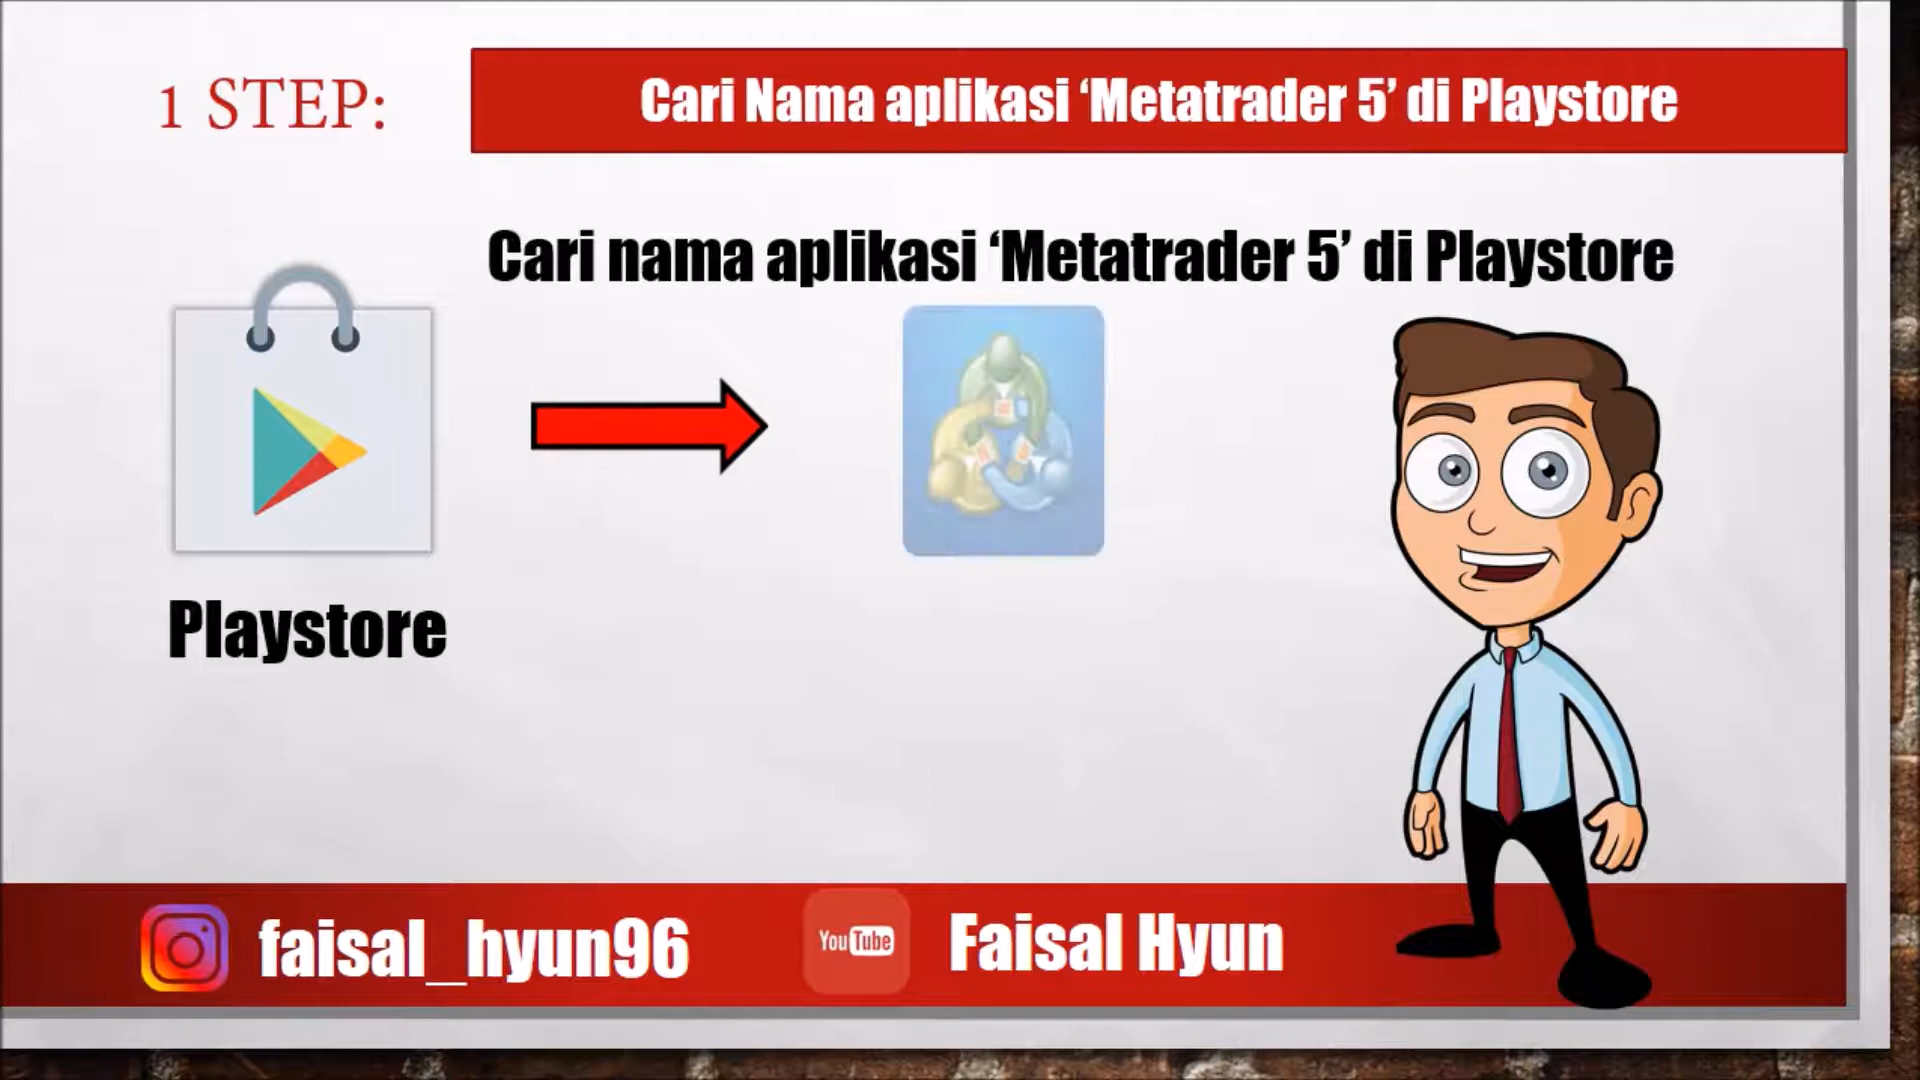 1 STEP:
Cari Nama aplikasi ‘Metatrader 5’ di Playstore
Cari nama aplikasi ‘Metatrader 5’ di Playstore
Playstore
faisal_hyun96
YouTube
Faisal Hyun